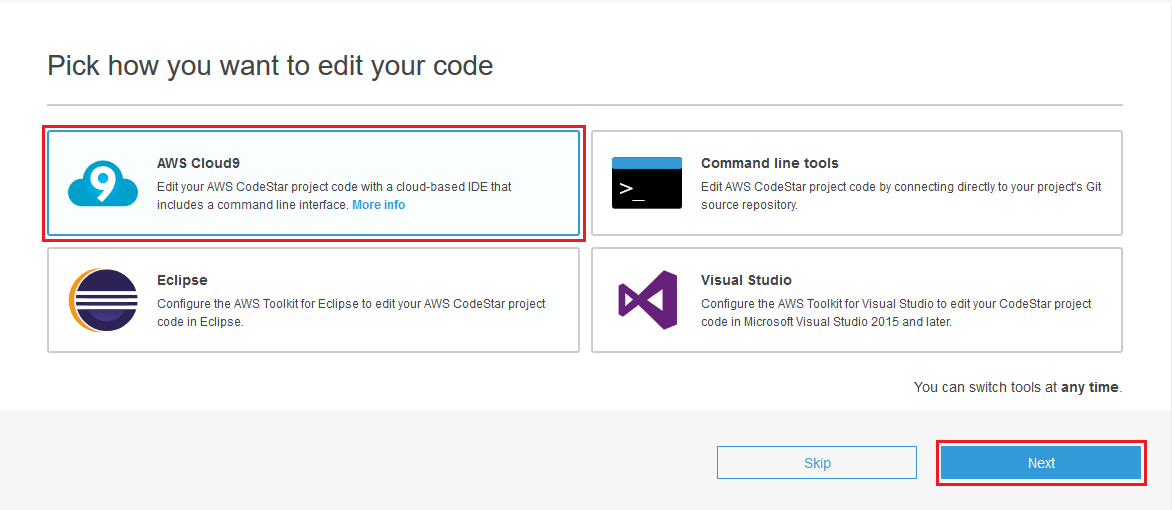 Pick how you want to edit your code
9
AWS Cloud9
Edit your AWS CodeStar project code with a cloud-based IDE that
includes a command line interface. More info
>_
Command line tools
Edit AWS CodeStar project code by connecting directly to your project's Git
source repository.
Eclipse
Configure the AWS Toolkit for Eclipse to edit your AWS CodeStar project
code in Eclipse.
Visual Studio
Configure the AWS Toolkit for Visual Studio to edit your CodeStar project
code in Microsoft Visual Studio 2015 and later.
You can switch tools at any time.
Skip
Next